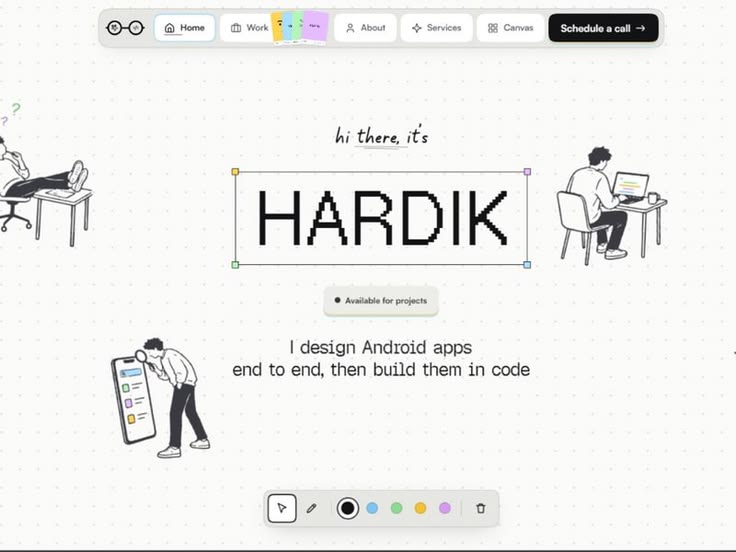 Home
Work
About
Services
Canvas
Schedule a call →
? ?
hi there, it's
HARDIK
Available for projects
I design Android apps
end to end, then build them in code